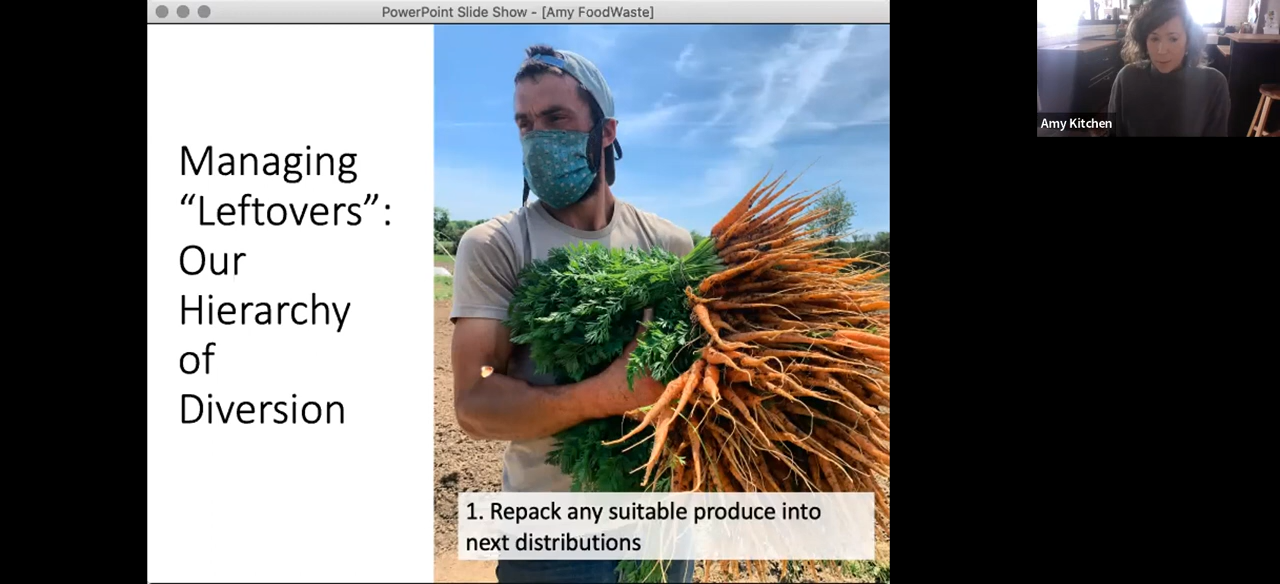 PowerPoint Slide Show - [Amy FoodWaste]
Managing
“Leftovers”:
Our
Hierarchy
of
Diversion
1. Repack any suitable produce into
next distributions
Amy Kitchen